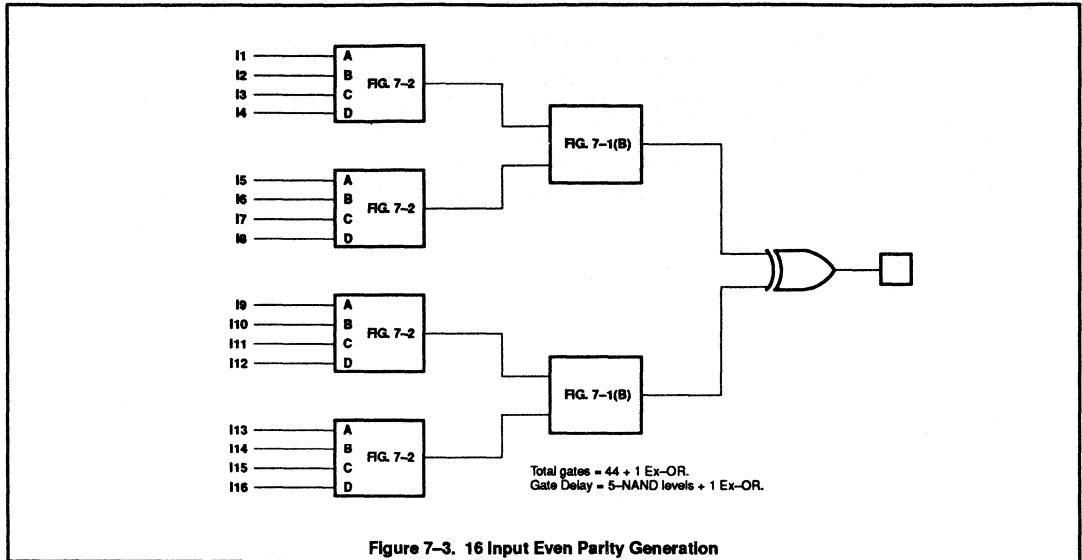 I1
I2
I3
I4
A
B
C
D
FIG. 7–2
I5
I6
I7
I8
A
B
C
D
FIG. 7–2
FIG. 7–1(B)
I9
I10
I11
I12
A
B
C
D
FIG. 7–2
I13
I14
I15
I16
A
B
C
D
FIG. 7–2
FIG. 7–1(B)
Total gates = 44 + 1 Ex–OR.
Gate Delay = 5–NAND levels + 1 Ex–OR.
Figure 7–3. 16 Input Even Parity Generation